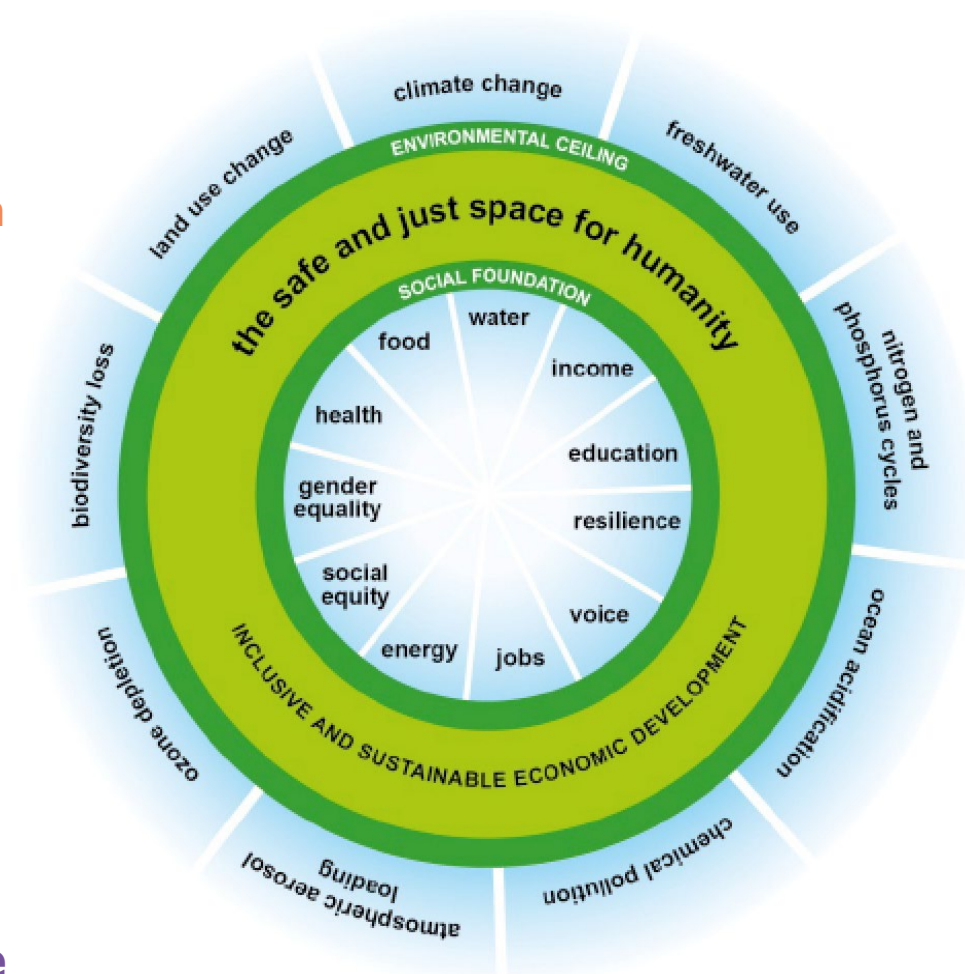 climate change
freshwater use
nitrogen and
phosphorus cycles
ocean acidification
chemical pollution
atmospheric aerosol
loading
ozone depletion
biodiversity loss
land use change
ENVIRONMENTAL CEILING
the safe and just space for humanity
SOCIAL FOUNDATION
water
income
education
resilience
voice
jobs
energy
social
equity
gender
equality
health
food
INCLUSIVE AND SUSTAINABLE ECONOMIC DEVELOPMENT